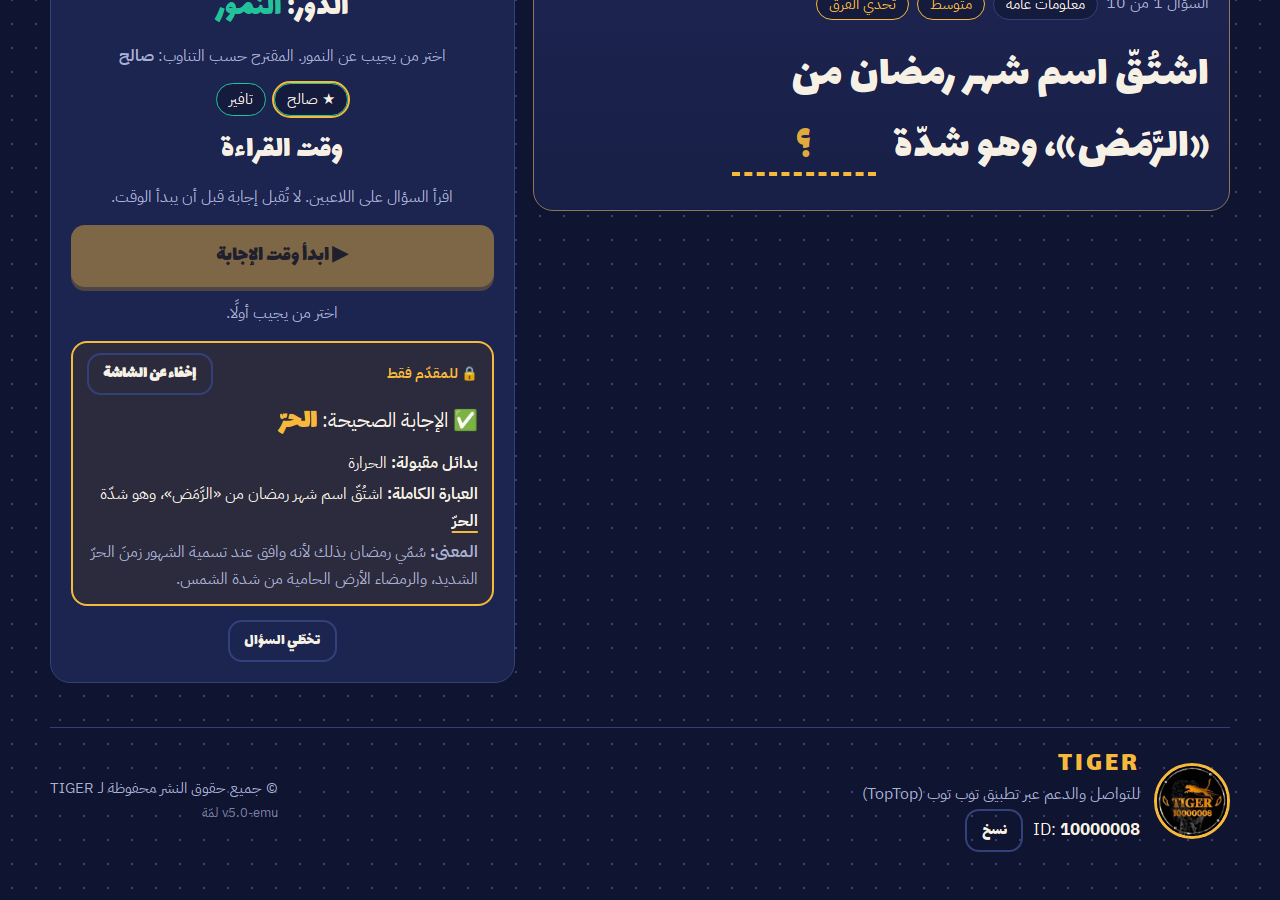 السؤال 1 من 10 معلومات عامة متوسط تحدي الفرق
اشتُقّ اسم شهر رمضان من
«الرَّمَض»، وهو شدّة ؟
الدور: النمور
اختر من يجيب عن النمور. المقترح حسب التناوب: صالح
★ صالح تافير
وقت القراءة
اقرأ السؤال على اللاعبين. لا تُقبل إجابة قبل أن يبدأ الوقت.
▶ ابدأ وقت الإجابة
اختر من يجيب أولًا.
🔒 للمقدّم فقط إخفاء عن الشاشة
✅ الإجابة الصحيحة: الحرّ
بدائل مقبولة: الحرارة
العبارة الكاملة: اشتُقّ اسم شهر رمضان من «الرَّمَض»، وهو شدّة
الحرّ
المعنى: سُمّي رمضان بذلك لأنه وافق عند تسمية الشهور زمنَ الحرّ
الشديد، والرمضاء الأرض الحامية من شدة الشمس.
تخطّي السؤال
TIGER
10000008
TIGER
للتواصل والدعم عبر تطبيق توب توب (TopTop)
ID: 10000008 نسخ
© جميع حقوق النشر محفوظة لـ TIGER
لمّة v5.0-emu